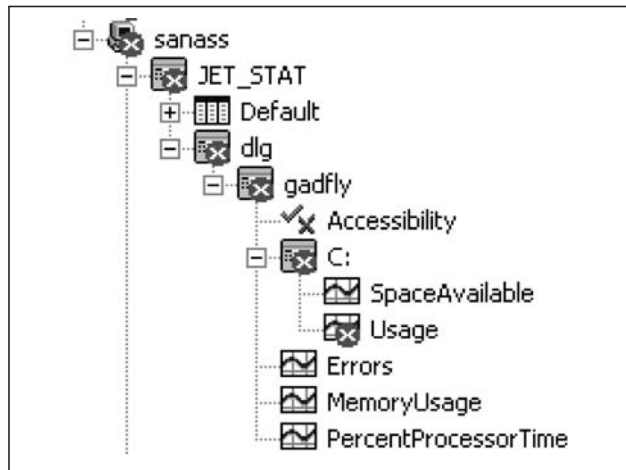 sanass
JET_STAT
Default
dlg
gadfly
Accessibility
C:
SpaceAvailable
Usage
Errors
MemoryUsage
PercentProcessorTime